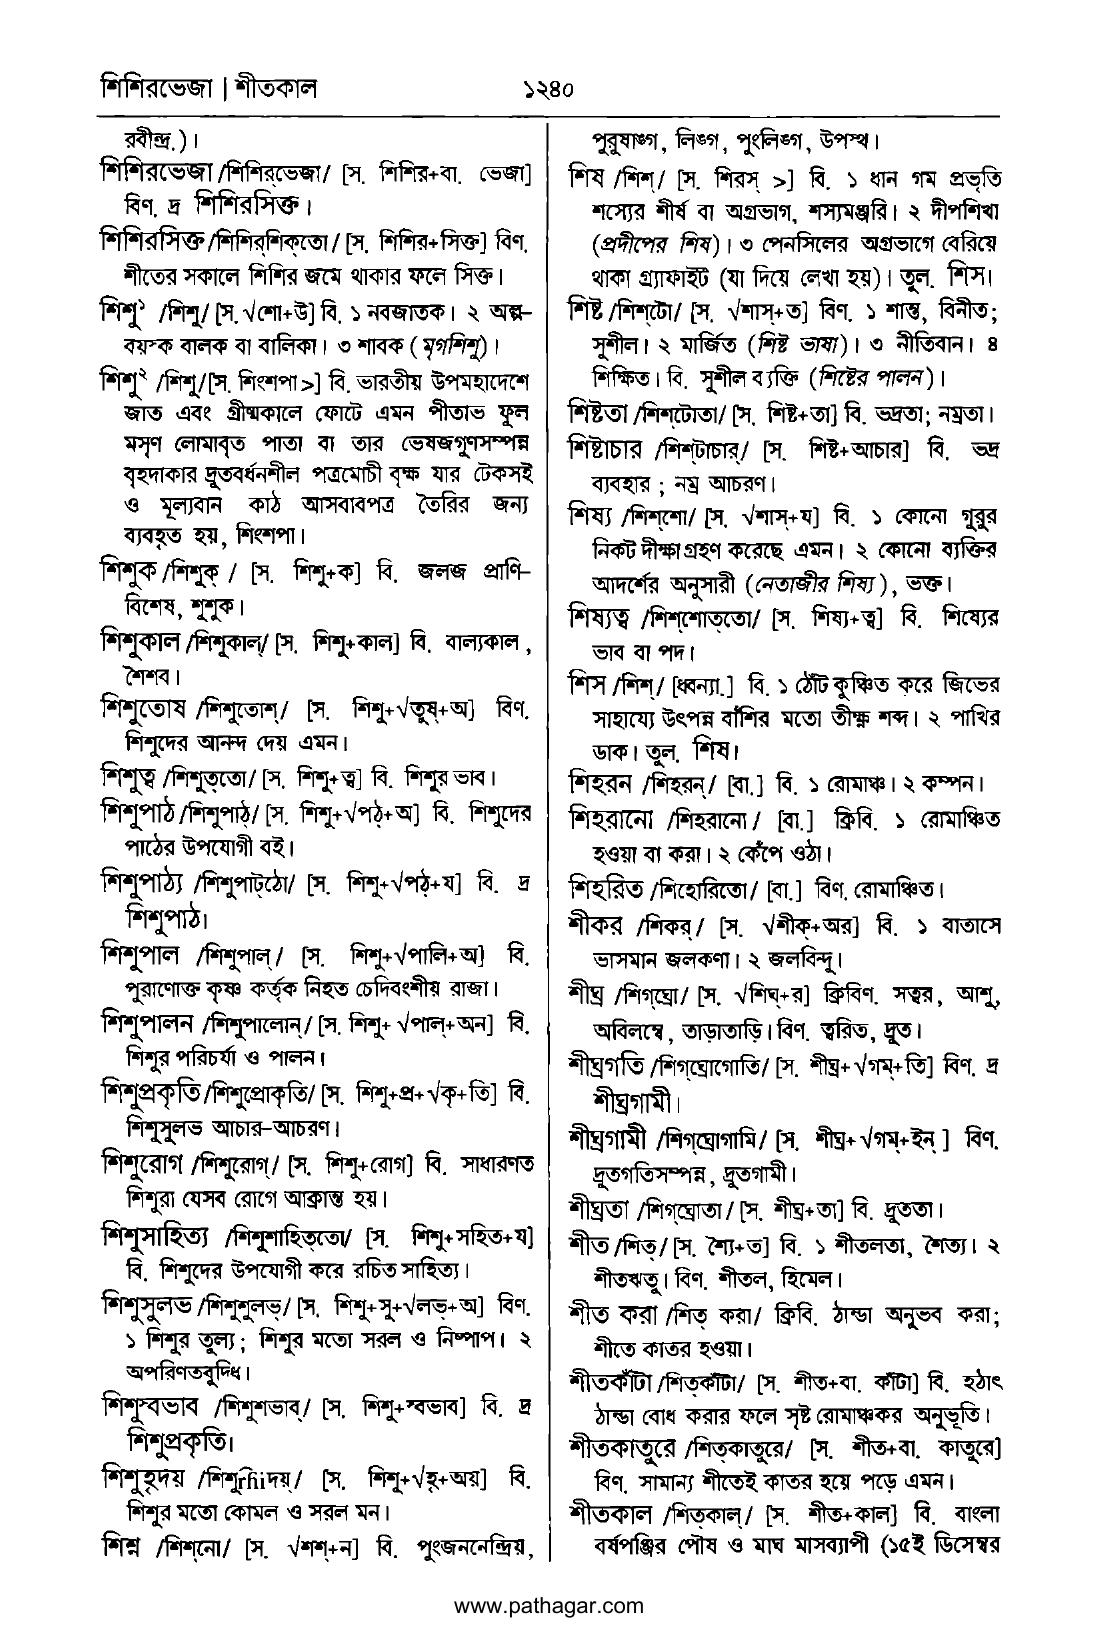 শিশিরভেজা | শীতকাল
১২৪০
রবীন্দ্র.)।
শিশিরভেজা /শিশির্‌ভেজা/ [স. শিশির+বা. ভেজা]
বিণ. দ্র শিশিরসিক্ত।
শিশিরসিক্ত /শিশির্‌শিক্‌তো/ [স. শিশির+সিক্ত] বিণ.
শীতের সকালে শিশির জমে থাকার ফলে সিক্ত।
শিশু১ /শিশু/ [স. √শো+উ] বি. ১ নবজাতক। ২ অল্প-
বয়স্ক বালক বা বালিকা। ৩ শাবক (মৃগশিশু)।
শিশু২ /শিশু/[স. শিংশপা >] বি. ভারতীয় উপমহাদেশে
জাত এবং গ্রীষ্মকালে ফোটে এমন পীতাভ ফুল
মসৃণ লোমাবৃত পাতা বা তার ভেষজগুণসম্পন্ন
বৃহদাকার দ্রুতবর্ধনশীল পত্রমোচী বৃক্ষ যার টেকসই
ও মূল্যবান কাঠ আসবাবপত্র তৈরির জন্য
ব্যবহৃত হয়, শিংশপা।
শিশুক /শিশুক্‌ / [স. শিশু+ক] বি. জলজ প্রাণি-
বিশেষ, শূশুক।
শিশুকাল /শিশুকাল্‌/ [স. শিশু+কাল] বি. বাল্যকাল,
শৈশব।
শিশুতোষ /শিশুতোশ্‌/ [স. শিশু+√তুষ্‌+অ] বিণ.
শিশুদের আনন্দ দেয় এমন।
শিশুত্ব /শিশুত্‌তো/ [স. শিশু+ত্ব] বি. শিশুর ভাব।
শিশুপাঠ /শিশুপাঠ্‌/ [স. শিশু+√পঠ্‌+অ] বি. শিশুদের
পাঠের উপযোগী বই।
শিশুপাঠ্য /শিশুপাট্‌ঠো/ [স. শিশু+√পঠ্‌+য] বি. দ্র
শিশুপাঠ।
শিশুপাল /শিশুপাল্‌/ [স. শিশু+√পালি+অ] বি.
পুরাণোক্ত কৃষ্ণ কর্তৃক নিহত চেদিবংশীয় রাজা।
শিশুপালন /শিশুপালোন্‌/ [স. শিশু+ √পাল্‌+অন] বি.
শিশুর পরিচর্যা ও পালন।
শিশুপ্রকৃতি /শিশুপ্রোকৃতি/ [স. শিশু+প্র+√কৃ+তি] বি.
শিশুসুলভ আচার-আচরণ।
শিশুরোগ /শিশুরোগ্‌/ [স. শিশু+রোগ] বি. সাধারণত
শিশুরা যেসব রোগে আক্রান্ত হয়।
শিশুসাহিত্য /শিশুশাহিত্‌তো/ [স. শিশু+সহিত+য]
বি. শিশুদের উপযোগী করে রচিত সাহিত্য।
শিশুসুলভ /শিশুশুলভ্‌/ [স. শিশু+সু+√লভ্‌+অ] বিণ.
১ শিশুর তুল্য; শিশুর মতো সরল ও নিষ্পাপ। ২
অপরিণতবুদ্ধি।
শিশুস্বভাব /শিশুশভাব্‌/ [স. শিশু+স্বভাব] বি. দ্র
শিশুপ্রকৃতি।
শিশুহৃদয় /শিশুr̃hiদয়্‌/ [স. শিশু+√হৃ+অয়] বি.
শিশুর মতো কোমল ও সরল মন।
শিশ্ন /শিশ্‌নো/ [স. √শশ্‌+ন] বি. পুংজননেন্দ্রিয়,
পুরুষাঙ্গ, লিঙ্গ, পুংলিঙ্গ, উপস্থ।
শিষ /শিশ্‌/ [স. শিরস্‌ >] বি. ১ ধান গম প্রভৃতি
শস্যের শীর্ষ বা অগ্রভাগ, শস্যমঞ্জরি। ২ দীপশিখা
(প্রদীপের শিষ)। ৩ পেনসিলের অগ্রভাগে বেরিয়ে
থাকা গ্র্যাফাইট (যা দিয়ে লেখা হয়)। তুল. শিস।
শিষ্ট /শিশ্‌টো/ [স. √শাস্‌+ত] বিণ. ১ শান্ত, বিনীত;
সুশীল। ২ মার্জিত (শিষ্ট ভাষা)। ৩ নীতিবান। ৪
শিক্ষিত। বি. সুশীল ব্যক্তি (শিষ্টের পালন)।
শিষ্টতা /শিশ্‌টোতা/ [স. শিষ্ট+তা] বি. ভদ্রতা; নম্রতা।
শিষ্টাচার /শিশ্‌টাচার্‌/ [স. শিষ্ট+আচার] বি. ভদ্র
ব্যবহার ; নম্র আচরণ।
শিষ্য /শিশ্‌শো/ [স. √শাস্‌+য] বি. ১ কোনো গুরুর
নিকট দীক্ষা গ্রহণ করেছে এমন। ২ কোনো ব্যক্তির
আদর্শের অনুসারী (নেতাজীর শিষ্য), ভক্ত।
শিষ্যত্ব /শিশ্‌শোত্‌তো/ [স. শিষ্য+ত্ব] বি. শিষ্যের
ভাব বা পদ।
শিস /শিশ্‌/ [ধ্বন্যা.] বি. ১ ঠোঁট কুঞ্চিত করে জিভের
সাহায্যে উৎপন্ন বাঁশির মতো তীক্ষ্ণ শব্দ। ২ পাখির
ডাক। তুল. শিষ।
শিহরন /শিহরন্‌/ [বা.] বি. ১ রোমাঞ্চ। ২ কম্পন।
শিহরানো /শিহরানো/ [বা.] ক্রিবি. ১ রোমাঞ্চিত
হওয়া বা করা। ২ কেঁপে ওঠা।
শিহরিত /শিহোরিতো/ [বা.] বিণ. রোমাঞ্চিত।
শীকর /শিকর্‌/ [স. √শীক্‌+অর] বি. ১ বাতাসে
ভাসমান জলকণা। ২ জলবিন্দু।
শীঘ্র /শিগ্‌ঘ্রো/ [স. √শিঘ্‌+র] ক্রিবিণ. সত্বর, আশু,
অবিলম্বে, তাড়াতাড়ি। বিণ. ত্বরিত, দ্রুত।
শীঘ্রগতি /শিগ্‌ঘ্রোগোতি/ [স. শীঘ্র+√গম্‌+তি] বিণ. দ্র
শীঘ্রগামী।
শীঘ্রগামী /শিগ্‌ঘ্রোগামি/ [স. শীঘ্র+√গম্‌+ইন্‌ ] বিণ.
দ্রুতগতিসম্পন্ন, দ্রুতগামী।
শীঘ্রতা /শিগ্‌ঘ্রোতা/ [স. শীঘ্র+তা] বি. দ্রুততা।
শীত /শিত্‌/ [স. শ্যৈ+ত] বি. ১ শীতলতা, শৈত্য। ২
শীতঋতু। বিণ. শীতল, হিমেল।
শীত করা /শিত্‌ করা/ ক্রিবি. ঠান্ডা অনুভব করা;
শীতে কাতর হওয়া।
শীতকাঁটা /শিত্‌কাঁটা/ [স. শীত+বা. কাঁটা] বি. হঠাৎ
ঠান্ডা বোধ করার ফলে সৃষ্ট রোমাঞ্চকর অনুভূতি।
শীতকাতুরে /শিত্‌কাতুরে/ [স. শীত+বা. কাতুরে]
বিণ. সামান্য শীতেই কাতর হয়ে পড়ে এমন।
শীতকাল /শিত্‌কাল্‌/ [স. শীত+কাল] বি. বাংলা
বর্ষপঞ্জির পৌষ ও মাঘ মাসব্যাপী (১৫ই ডিসেম্বর
www.pathagar.com